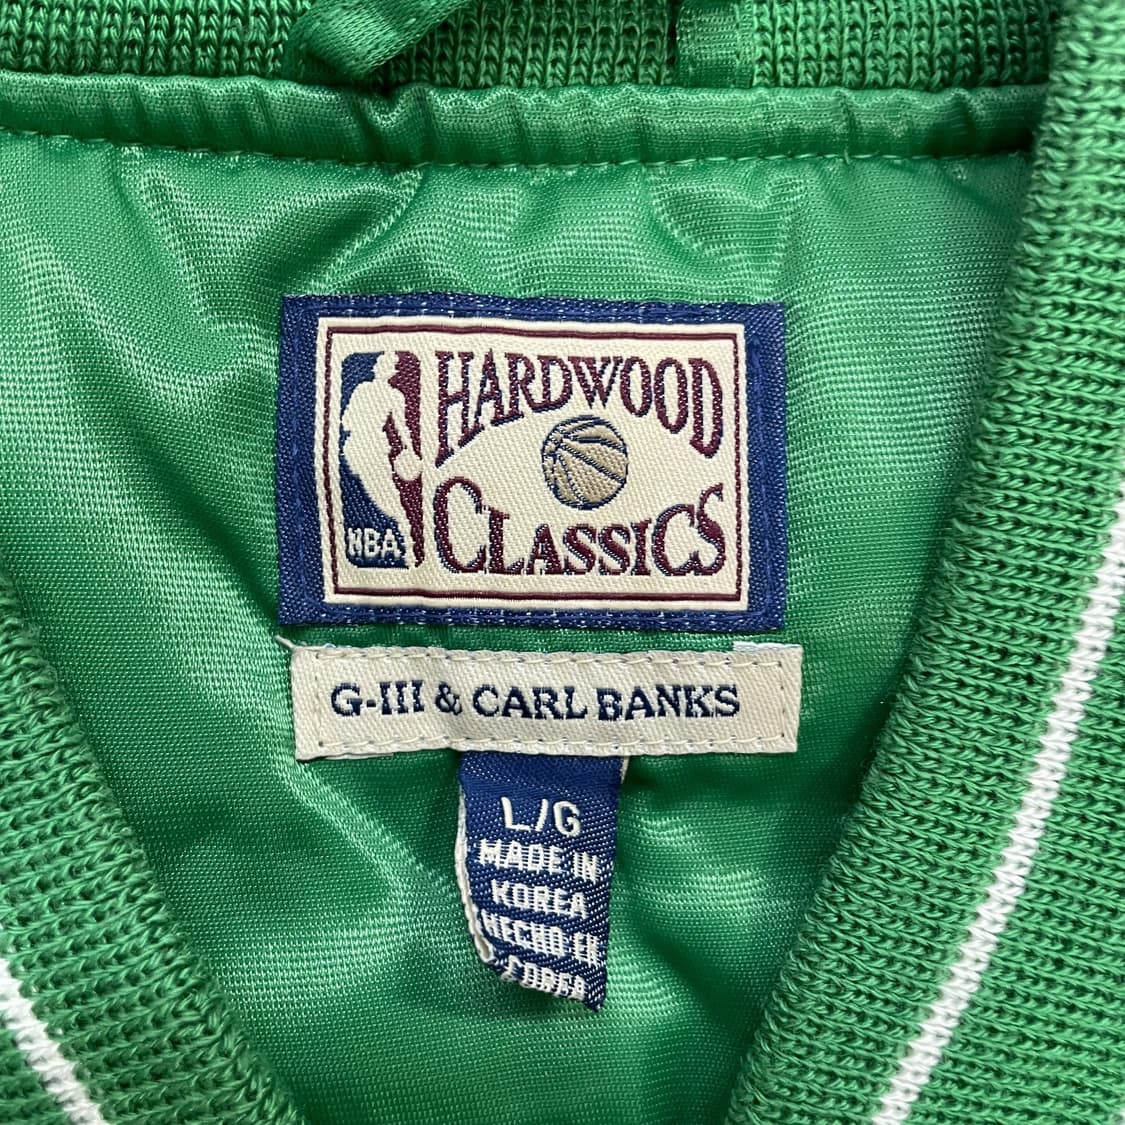 HARDWOOD
CLASSICS
NBA
G-III & CARL BANKS
L/G
MADE IN
KOREA
HECHO EN
COREA